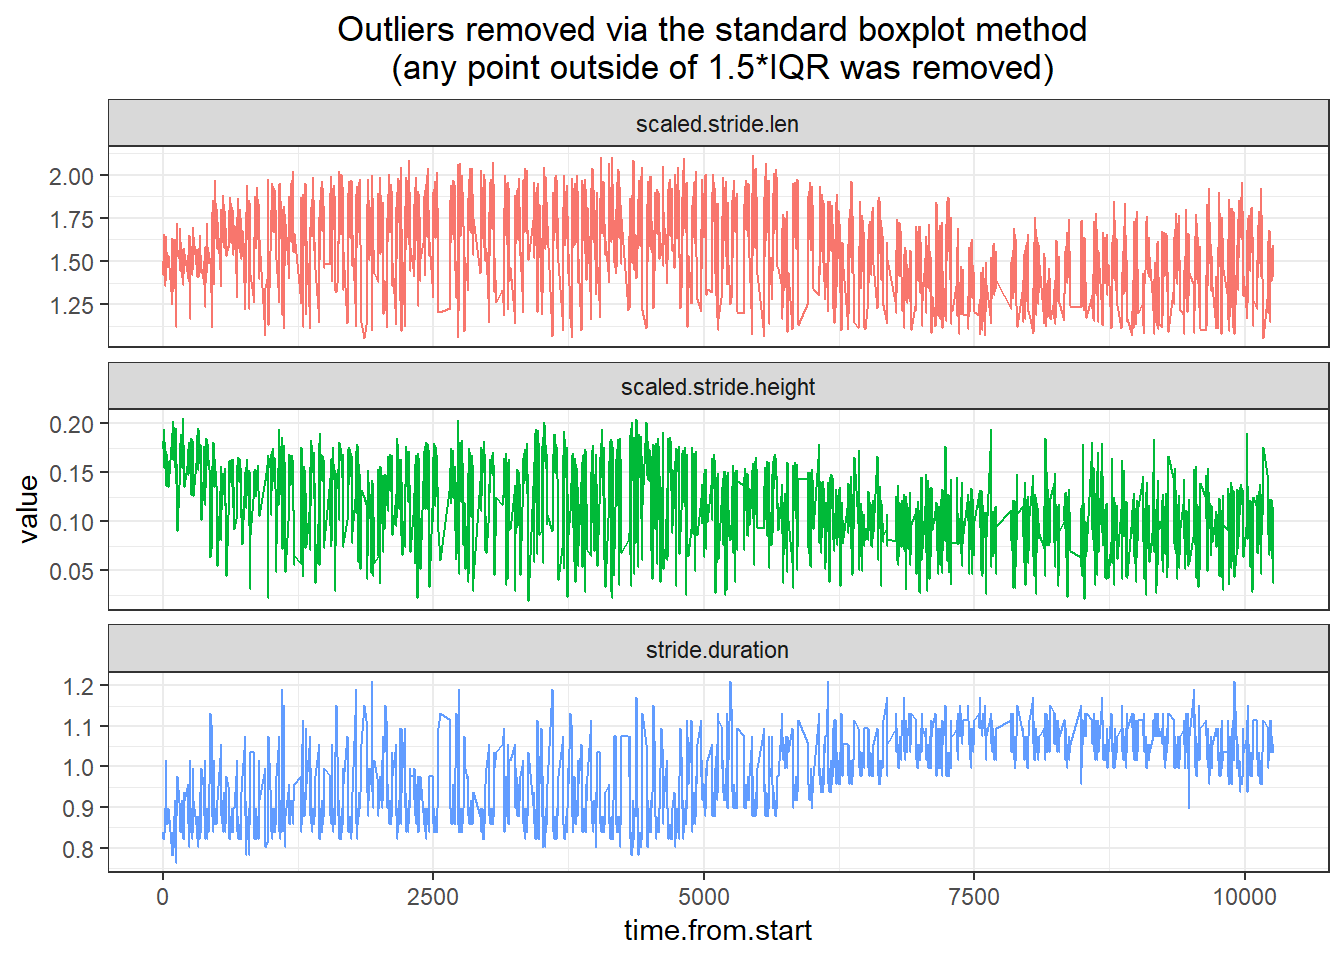 Outliers removed via the standard boxplot method
(any point outside of 1.5*IQR was removed)
scaled.stride.len
2.00
1.75
1.50
1.25
scaled.stride.height
0.20
0.15
0.10
0.05
value
stride.duration
1.2
1.1
1.0
0.9
0.8
0 2500 5000 7500 10000
time.from.start